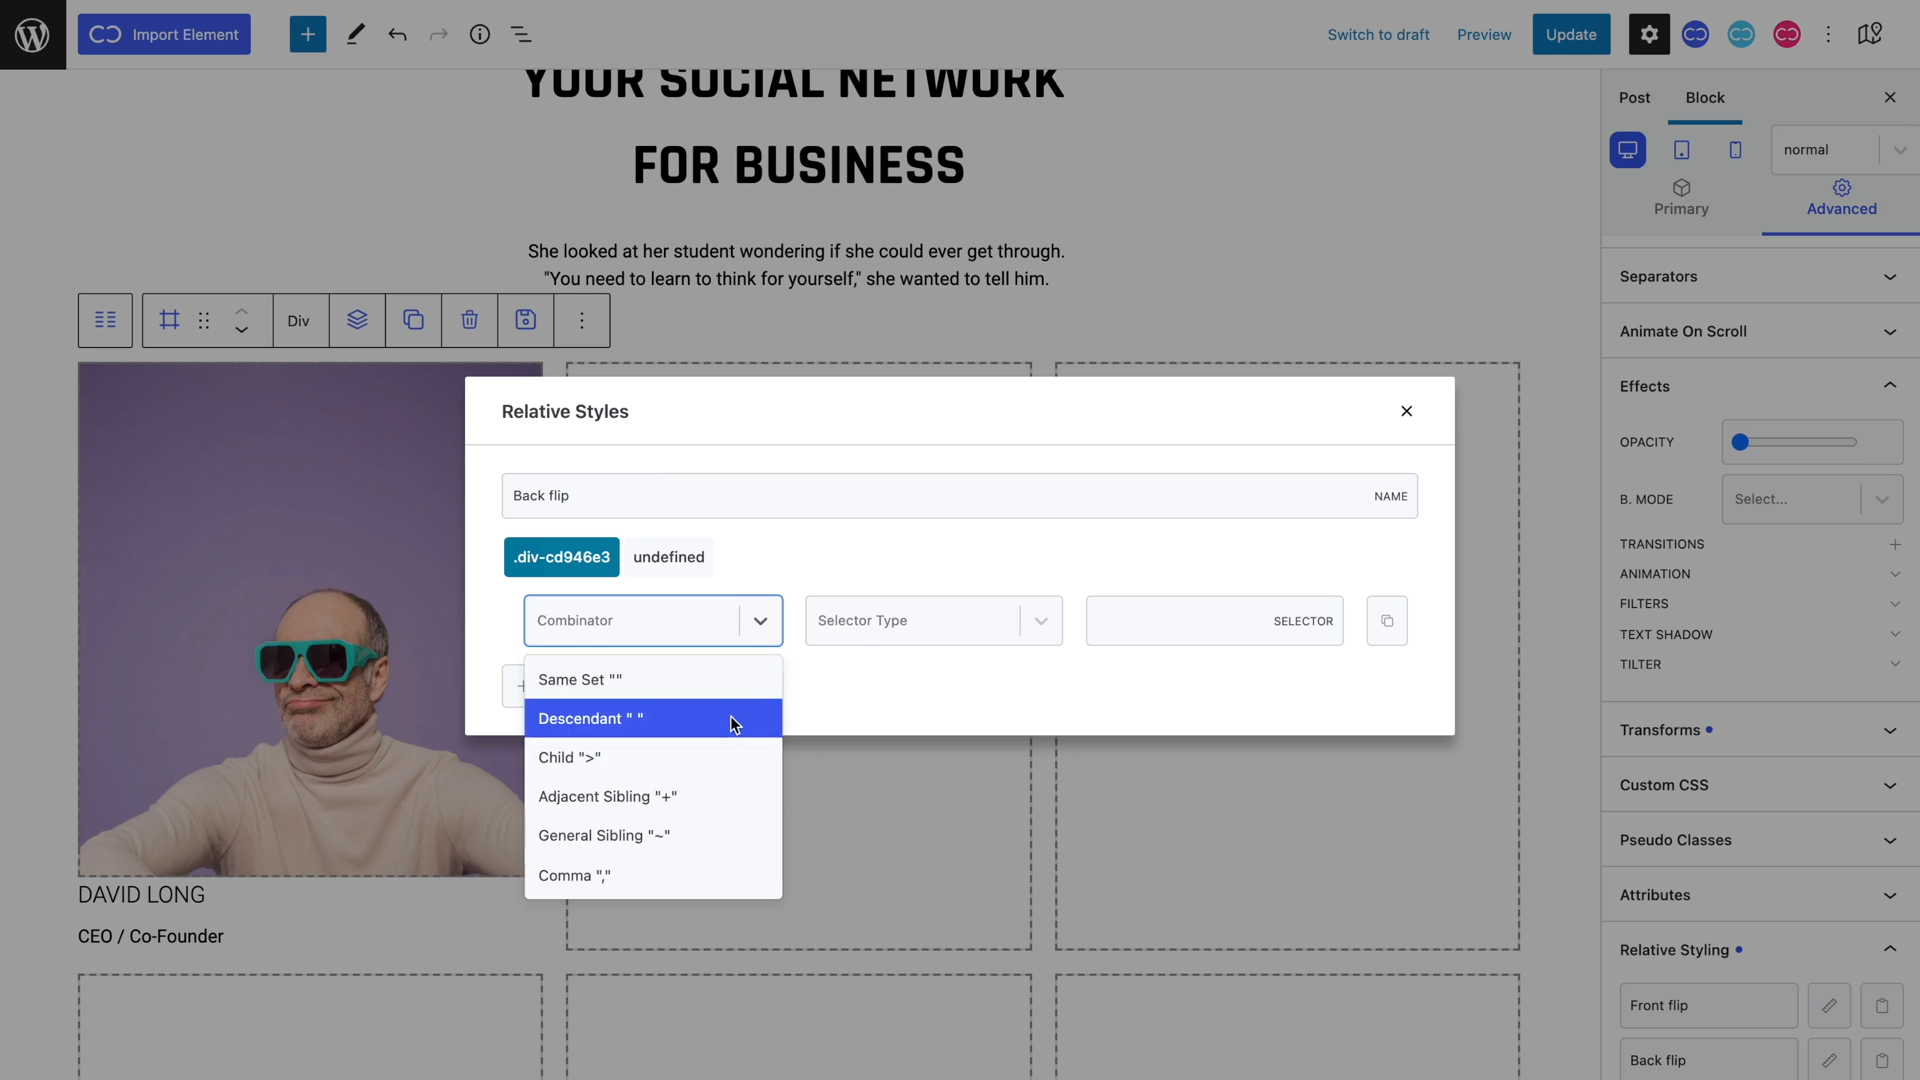 Import Element
Switch to draft
Preview
Update
YOUR SOCIAL NETWORK
FOR BUSINESS
She looked at her student wondering if she could ever get through.
"You need to learn to think for yourself," she wanted to tell him.
Div
Post
Block
normal
Primary
Advanced
Separators
Animate On Scroll
Effects
OPACITY
B. MODE
Select...
TRANSITIONS
ANIMATION
FILTERS
TEXT SHADOW
TILTER
Transforms
Custom CSS
Pseudo Classes
Attributes
Relative Styling
Front flip
Back flip
Relative Styles
Back flip
NAME
.div-cd946e3
undefined
Combinator
Selector Type
SELECTOR
Same Set ""
Descendant " "
Child ">"
Adjacent Sibling "+"
General Sibling "~"
Comma ","
DAVID LONG
CEO / Co-Founder